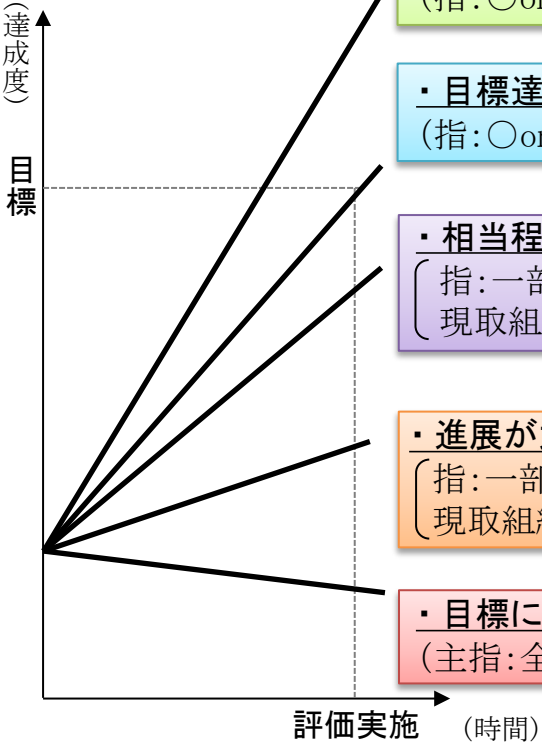 （達成度）
(指:○or
・目標達
(指:○or
目標
・相当程
指:一部
現取組
・進展が
指:一部
現取組
・目標に
(主指:全
評価実施
(時間)